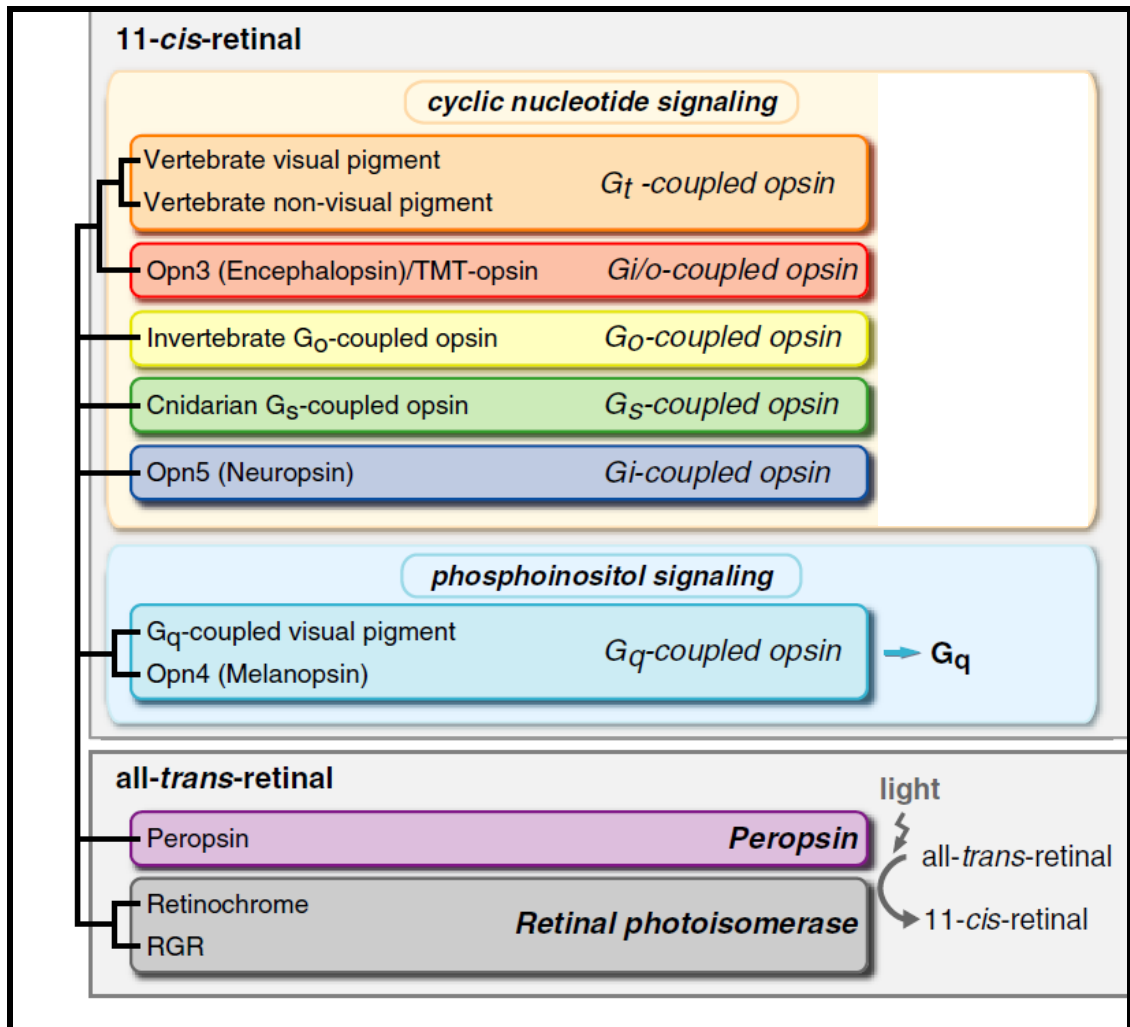 11-cis-retinal
cyclic nucleotide signaling
Vertebrate visual pigment
Vertebrate non-visual pigment
Gt -coupled opsin
Opn3 (Encephalopsin)/TMT-opsin Gi/o-coupled opsin
Invertebrate Go-coupled opsin Go-coupled opsin
Cnidarian Gs-coupled opsin Gs-coupled opsin
Opn5 (Neuropsin) Gi-coupled opsin
phosphoinositol signaling
Gq-coupled visual pigment
Opn4 (Melanopsin)
Gq-coupled opsin
Gq
all-trans-retinal
Peropsin Peropsin
Retinochrome
RGR
Retinal photoisomerase
light
all-trans-retinal
11-cis-retinal